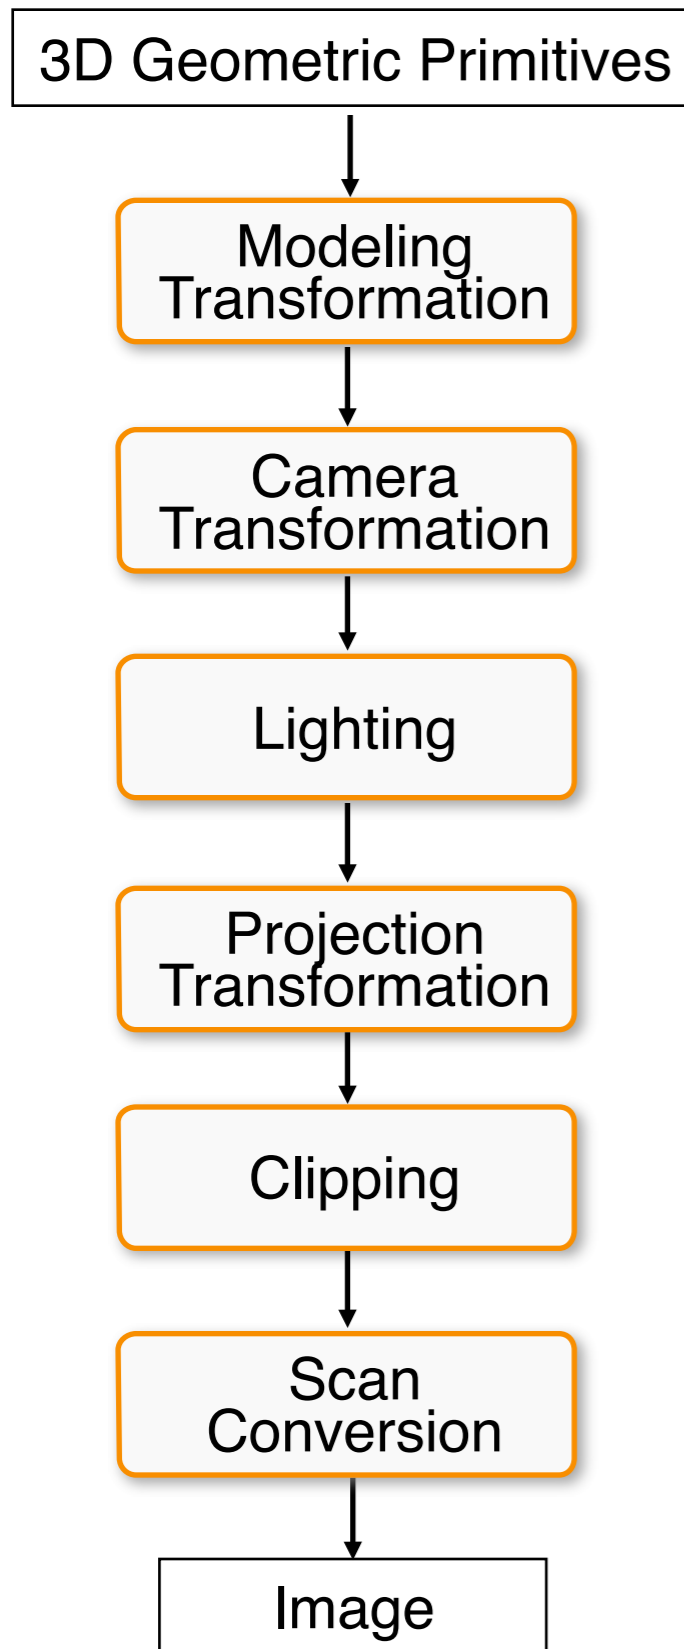 3D Geometric Primitives
Modeling
Transformation
Camera
Transformation
Lighting
Projection
Transformation
Clipping
Scan
Conversion
Image